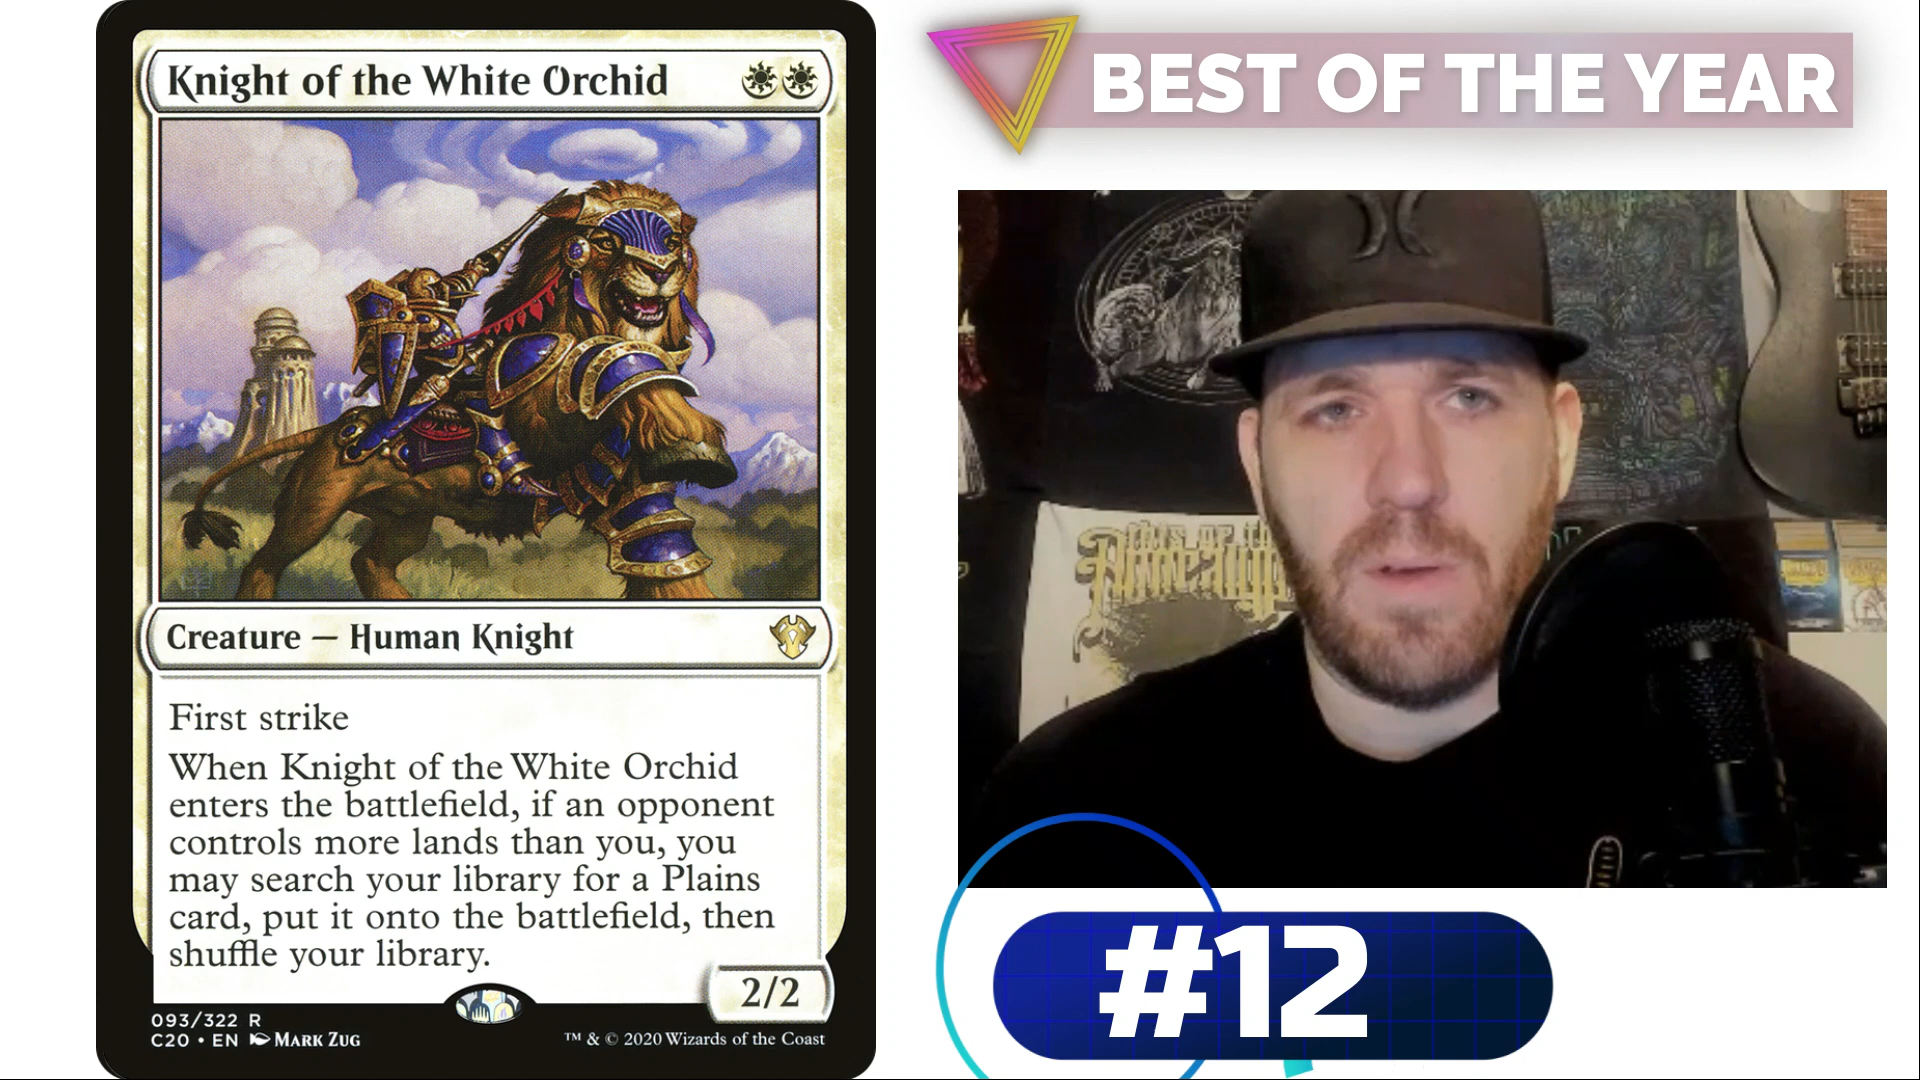 Knight of the White Orchid
BEST OF THE YEAR
Creature — Human Knight
First strike
When Knight of the White Orchid
enters the battlefield, if an opponent
controls more lands than you, you
may search your library for a Plains
card, put it onto the battlefield, then
shuffle your library.
2/2
093/322 R
C20 • EN MARK ZUG
™ & © 2020 Wizards of the Coast
#12